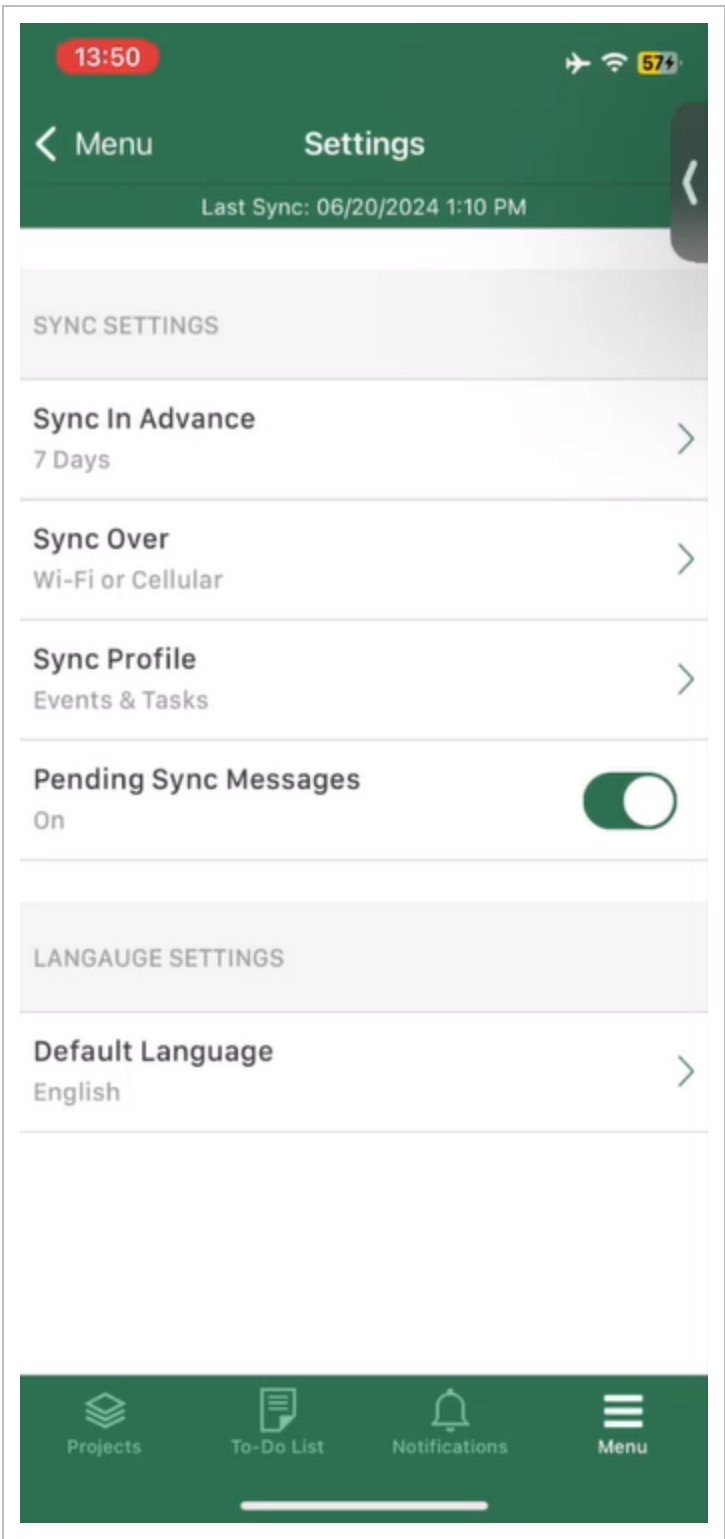 13:50
57
Menu
Settings
Last Sync: 06/20/2024 1:10 PM
SYNC SETTINGS
Sync In Advance
7 Days
Sync Over
Wi-Fi or Cellular
Sync Profile
Events & Tasks
Pending Sync Messages
On
LANGAUGE SETTINGS
Default Language
English
Projects
To-Do List
Notifications
Menu